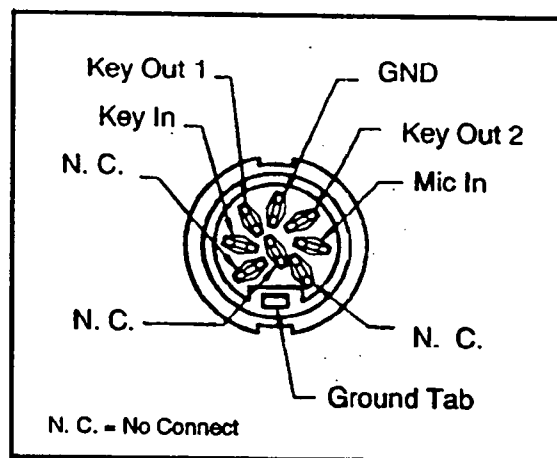 Key Out 1
GND
Key In
Key Out 2
N. C.
Mic In
N. C.
N. C.
Ground Tab
N. C. = No Connect